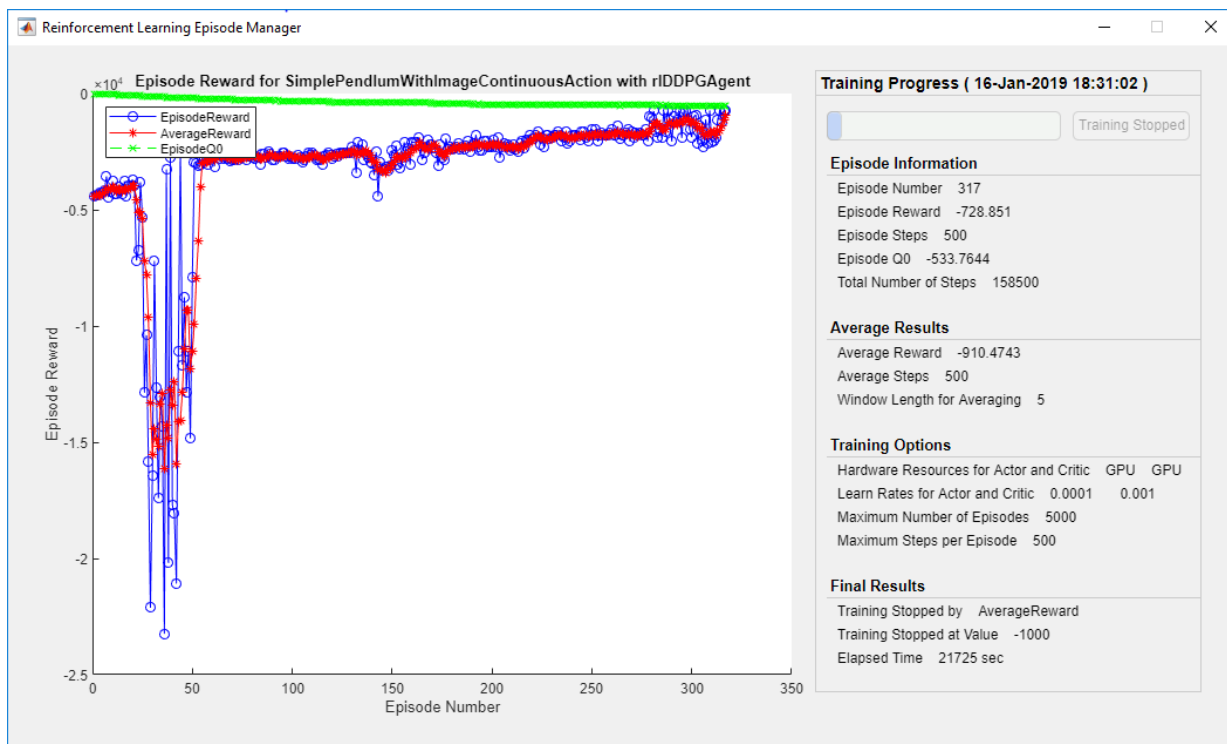 Reinforcement Learning Episode Manager
×10⁴
Episode Reward for SimplePendlumWithImageContinuousAction with rlDDPGAgent
EpisodeReward
AverageReward
EpisodeQ0
0
-0.5
-1
-1.5
-2
-2.5
Episode Reward
0 50 100 150 200 250 300 350
Episode Number
Training Progress ( 16-Jan-2019 18:31:02 )
Training Stopped
Episode Information
Episode Number 317
Episode Reward -728.851
Episode Steps 500
Episode Q0 -533.7644
Total Number of Steps 158500
Average Results
Average Reward -910.4743
Average Steps 500
Window Length for Averaging 5
Training Options
Hardware Resources for Actor and Critic GPU GPU
Learn Rates for Actor and Critic 0.0001 0.001
Maximum Number of Episodes 5000
Maximum Steps per Episode 500
Final Results
Training Stopped by AverageReward
Training Stopped at Value -1000
Elapsed Time 21725 sec